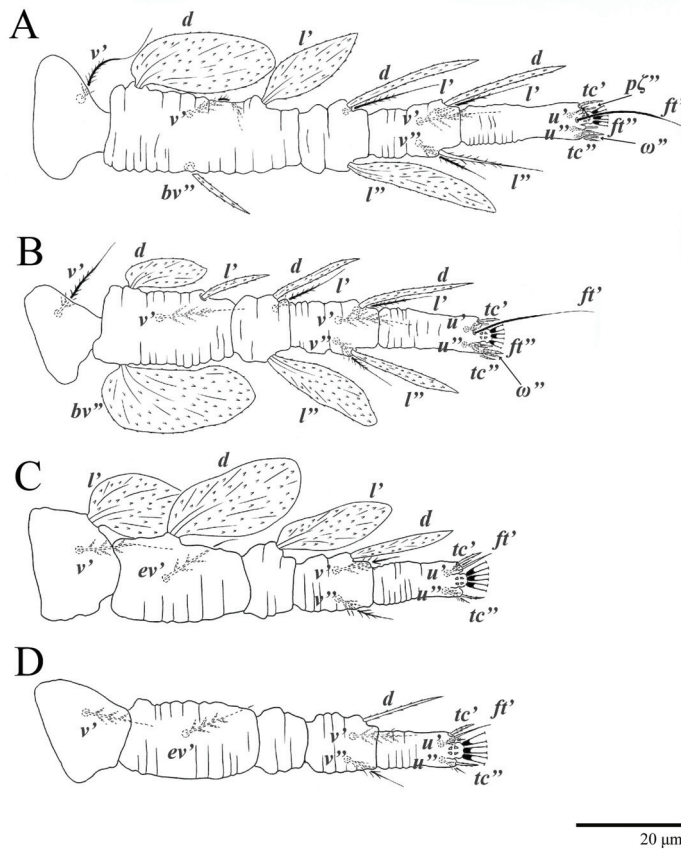 A
v’ d l’ d l’ d l’ tc’ pζ” ft’
v’ v’ u’
v” u” ft”
bv” l” l” tc” ω”
B
v’ d l’ d l’ d l’ tc’ ft’
v’ v’ u’
v” u” ft”
bv” l” l” tc” ω”
C
l’ d l’ d tc’ ft’
v’ ev’ v’ u’
v” u” tc”
D
d tc’ ft’
v’ ev’ v’ u’
v” u” tc”
20 μm